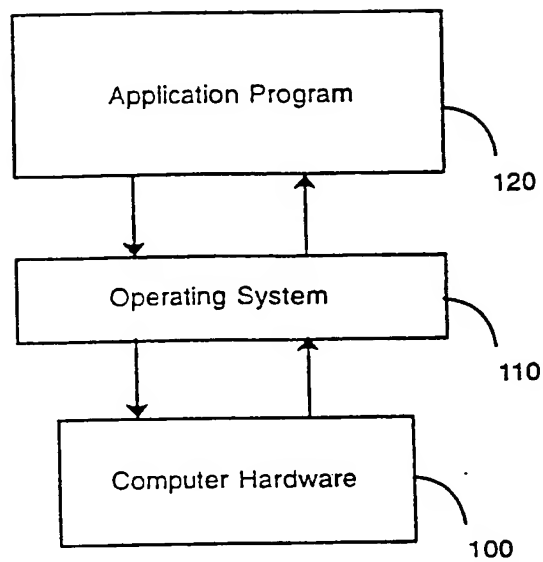 Application Program
120
Operating System
110
Computer Hardware
100